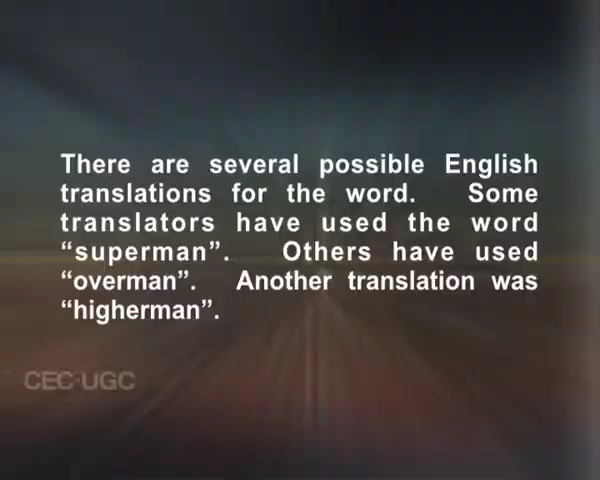 There are several possible English
translations for the word. Some
translators have used the word
“superman”. Others have used
“overman”. Another translation was
“higherman”.
CEC-UGC